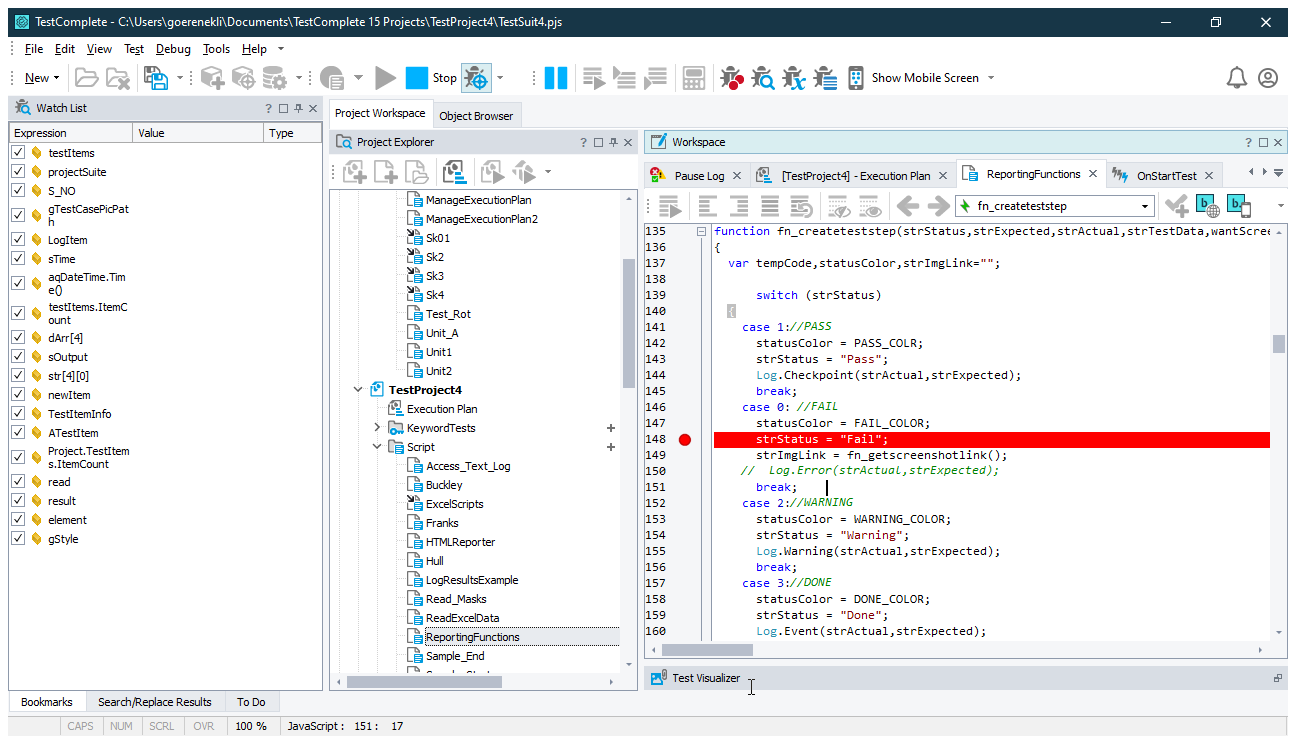 TestComplete - C:\Users\goerenekli\Documents\TestComplete 15 Projects\TestProject4\TestSuit4.pjs
File Edit View Test Debug Tools Help
New Stop Show Mobile Screen
Watch List
Expression Value Type
testItems
projectSuite
S_NO
gTestCasePicPat
h
LogItem
sTime
aqDateTime.Tim
e()
testItems.ItemC
ount
dArr[4]
sOutput
str[4][0]
newItem
TestItemInfo
ATestItem
Project.TestItem
s.ItemCount
read
result
element
gStyle
Bookmarks Search/Replace Results To Do
Project Workspace Object Browser
Project Explorer
ManageExecutionPlan
ManageExecutionPlan2
Sk01
Sk2
Sk3
Sk4
Test_Rot
Unit_A
Unit1
Unit2
TestProject4
Execution Plan
KeywordTests
Script
Access_Text_Log
Buckley
ExcelScripts
Franks
HTMLReporter
Hull
LogResultsExample
Read_Masks
ReadExcelData
ReportingFunctions
Sample_End
Workspace
Pause Log [TestProject4] - Execution Plan ReportingFunctions OnStartTest
fn_createteststep
135 function fn_createteststep(strStatus,strExpected,strActual,strTestData,wantScree
136 {
137 var tempCode,statusColor,strImgLink="";
138
139 switch (strStatus)
140 {
141 case 1://PASS
142 statusColor = PASS_COLR;
143 strStatus = "Pass";
144 Log.Checkpoint(strActual,strExpected);
145 break;
146 case 0: //FAIL
147 statusColor = FAIL_COLOR;
148 strStatus = "Fail";
149 strImgLink = fn_getscreenshotlink();
150 // Log.Error(strActual,strExpected);
151 break;
152 case 2://WARNING
153 statusColor = WARNING_COLOR;
154 strStatus = "Warning";
155 Log.Warning(strActual,strExpected);
156 break;
157 case 3://DONE
158 statusColor = DONE_COLOR;
159 strStatus = "Done";
160 Log.Event(strActual,strExpected);
Test Visualizer
CAPS NUM SCRL OVR 100 % JavaScript : 151 : 17